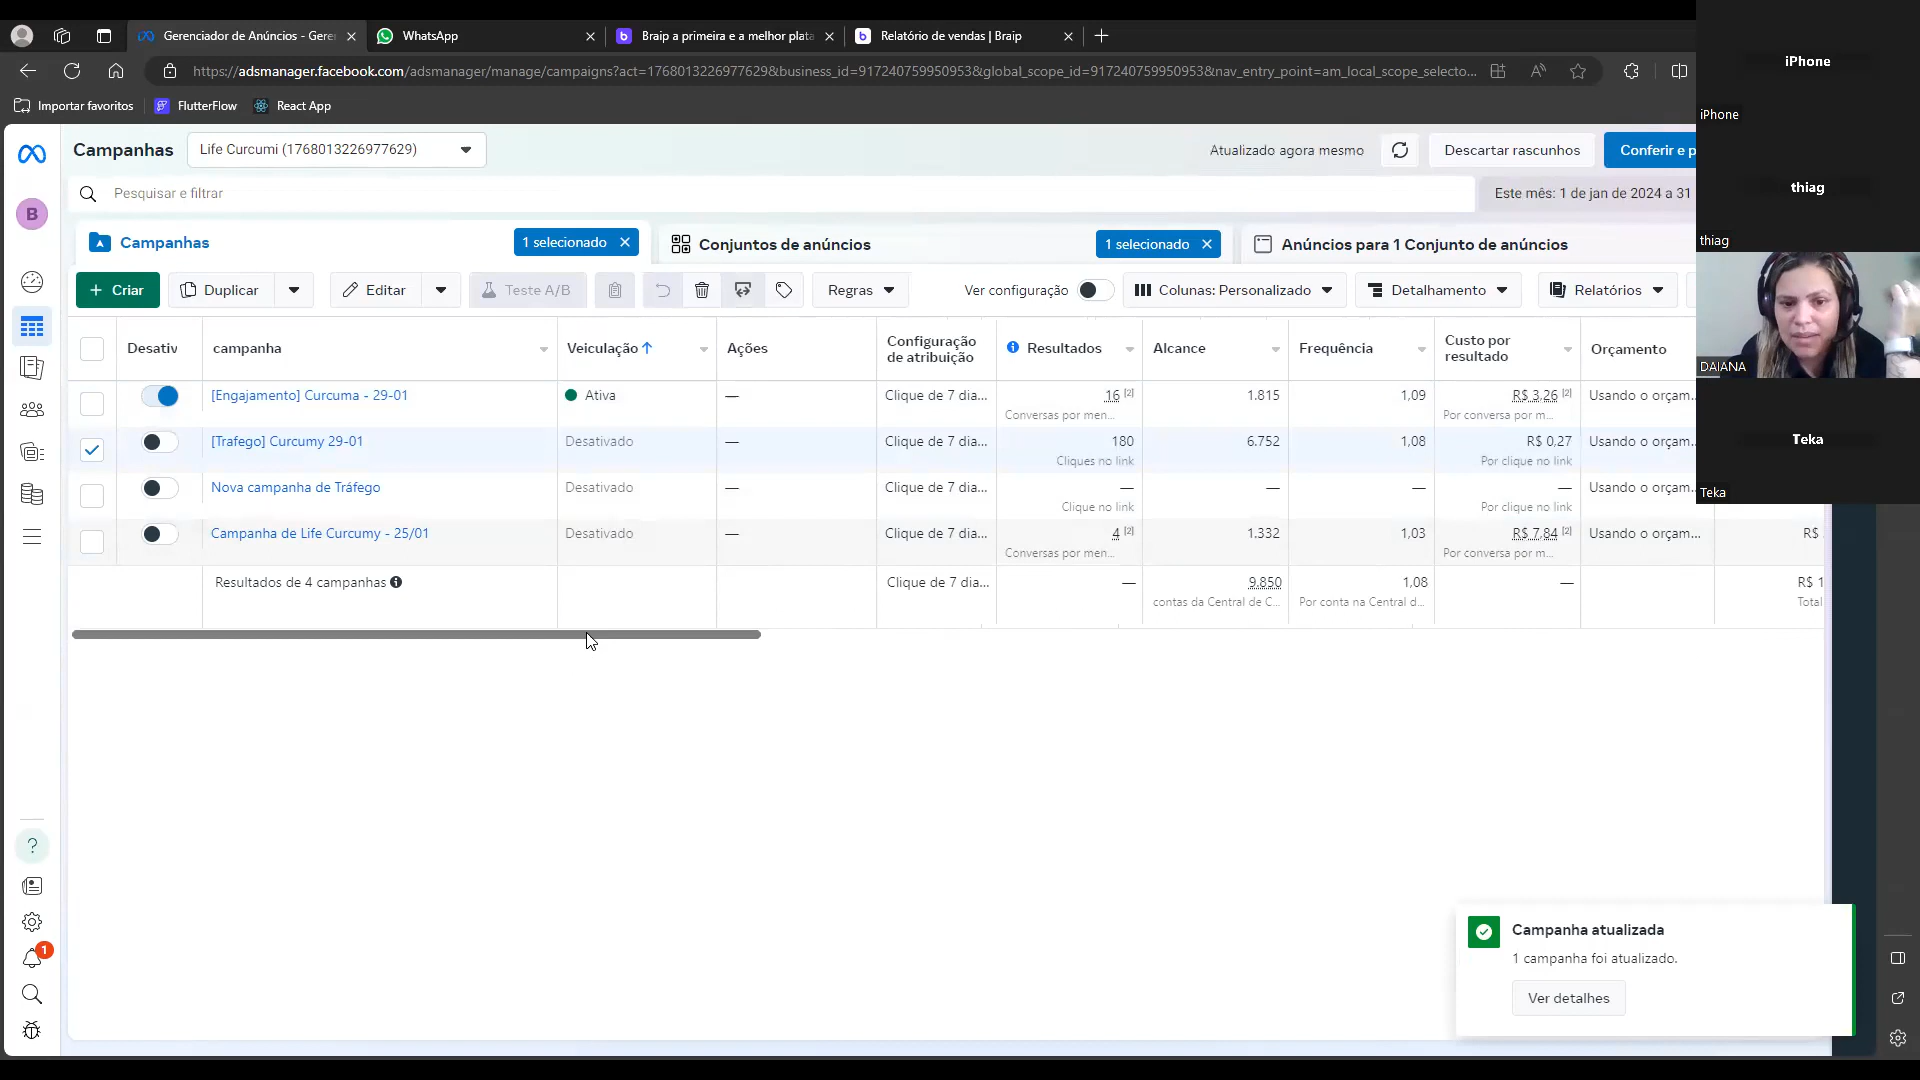 Gerenciador de Anúncios - Gere
WhatsApp
Braip a primeira e a melhor plata
Relatório de vendas | Braip
https://adsmanager.facebook.com/adsmanager/manage/campaigns?act=1768013226977629&business_id=917240759950953&global_scope_id=917240759950953&nav_entry_point=am_local_scope_selecto...
Importar favoritos
FlutterFlow
React App
iPhone
iPhone
thiag
thiag
DAIANA
Teka
Teka
Campanhas
Life Curcumi (1768013226977629)
Atualizado agora mesmo
Descartar rascunhos
Conferir e p
B
Pesquisar e filtrar
Este mês: 1 de jan de 2024 a 31
Campanhas
1 selecionado
Conjuntos de anúncios
1 selecionado
Anúncios para 1 Conjunto de anúncios
+ Criar
Duplicar
Editar
Teste A/B
Regras
Ver configuração
Colunas: Personalizado
Detalhamento
Relatórios
Desativ
campanha
Veiculação
Ações
Configuração de atribuição
Resultados
Alcance
Frequência
Custo por resultado
Orçamento
[Engajamento] Curcuma - 29-01
Ativa
—
Clique de 7 dia...
16 [2]
Conversas por men...
1.815
1,09
R$ 3,26 [2]
Por conversa por m...
Usando o orçam...
[Trafego] Curcumy 29-01
Desativado
—
Clique de 7 dia...
180
Cliques no link
6.752
1,08
R$ 0,27
Por clique no link
Usando o orçam...
Nova campanha de Tráfego
Desativado
—
Clique de 7 dia...
—
Clique no link
—
—
—
Por clique no link
Usando o orçam...
Campanha de Life Curcumy - 25/01
Desativado
—
Clique de 7 dia...
4 [2]
Conversas por men...
1.332
1,03
R$ 7,84 [2]
Por conversa por m...
Usando o orçam...
R$
Resultados de 4 campanhas
Clique de 7 dia...
—
9.850
contas da Central de C...
1,08
Por conta na Central d...
—
R$ 1
Total
?
1
Campanha atualizada
1 campanha foi atualizado.
Ver detalhes